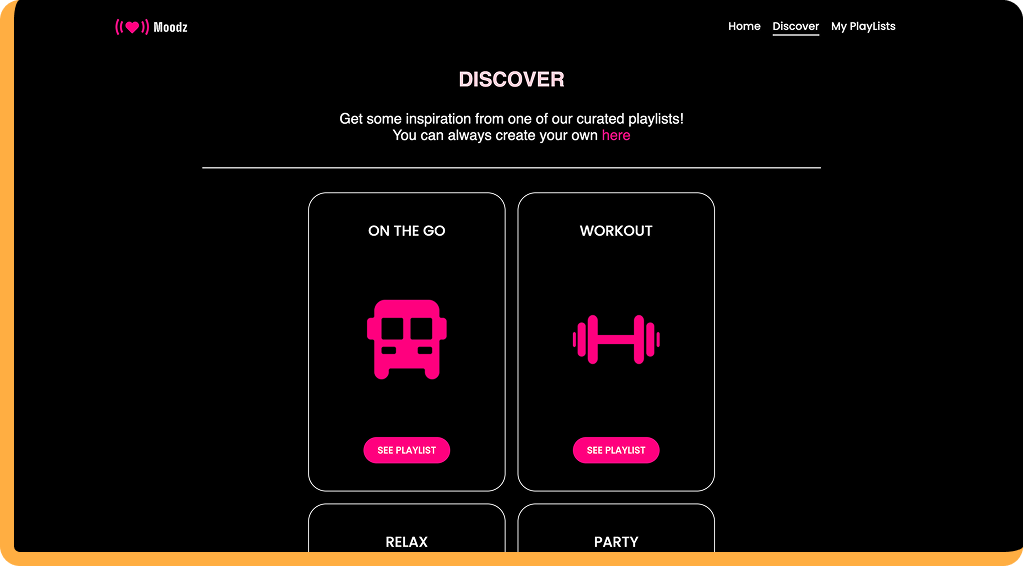 Moodz
Home Discover My PlayLists
DISCOVER
Get some inspiration from one of our curated playlists!
You can always create your own here
ON THE GO
WORKOUT
SEE PLAYLIST
SEE PLAYLIST
RELAX
PARTY